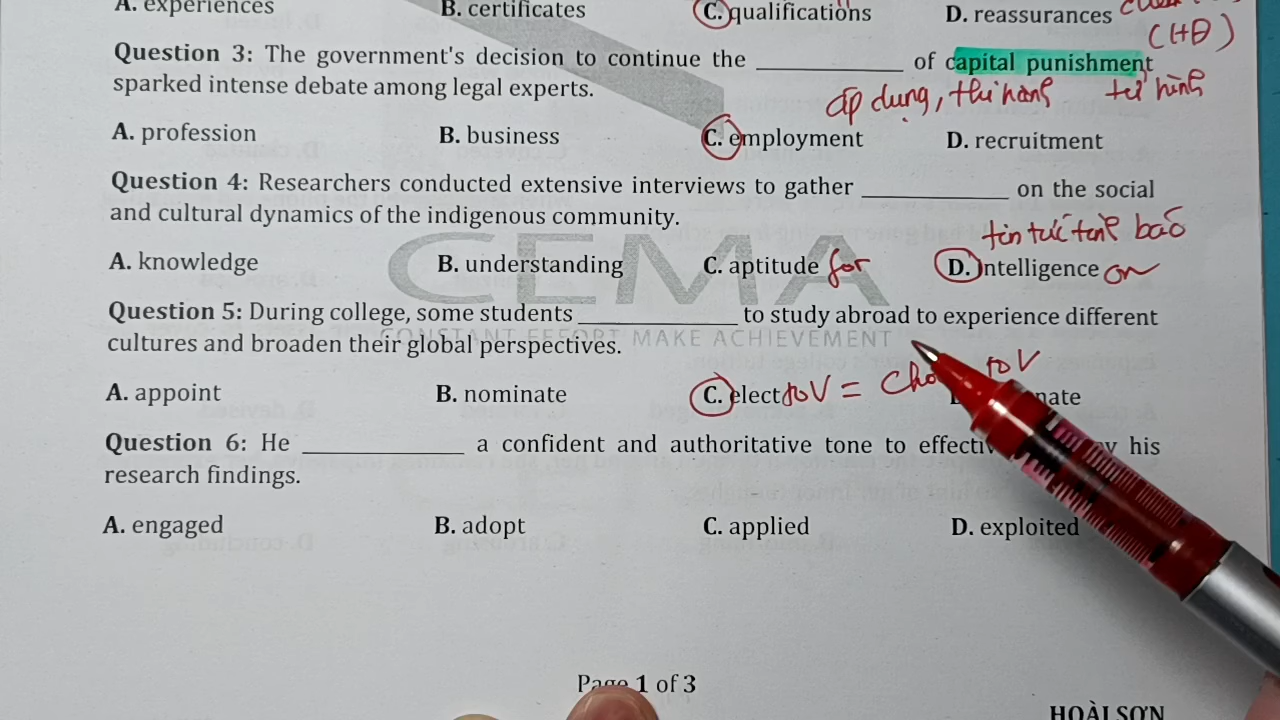 A. experiences B. certificates C. qualifications D. reassurances
(HĐ)
Question 3: The government's decision to continue the ____________ of capital punishment
sparked intense debate among legal experts.
áp dụng, thi hành tử hình
A. profession B. business C. employment D. recruitment
Question 4: Researchers conducted extensive interviews to gather ____________ on the social
and cultural dynamics of the indigenous community.
tin tức tình báo
A. knowledge B. understanding C. aptitude for D. intelligence on
CEMA
Question 5: During college, some students ____________ to study abroad to experience different
CONSTANT EFFORT MAKE ACHIEVEMENT
cultures and broaden their global perspectives.
A. appoint B. nominate C. elect to V = to V
Question 6: He ____________ a confident and authoritative tone to his
research findings.
A. engaged B. adopt C. applied D. exploited
Page 1 of 3
HOÀI SƠN